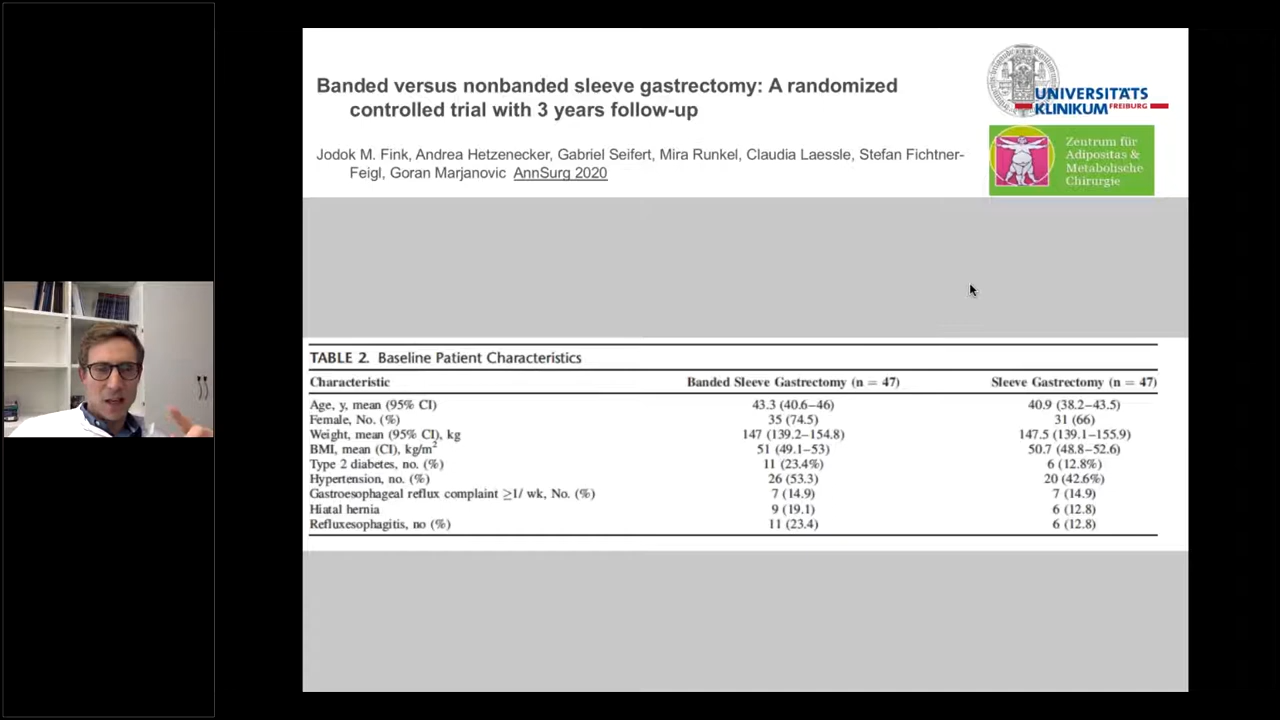 Banded versus nonbanded sleeve gastrectomy: A randomized
controlled trial with 3 years follow-up
Jodok M. Fink, Andrea Hetzenecker, Gabriel Seifert, Mira Runkel, Claudia Laessle, Stefan Fichtner-
Feigl, Goran Marjanovic AnnSurg 2020
UNIVERSITÄTS
KLINIKUM FREIBURG
Zentrum für
Adipositas &
Metabolische
Chirurgie
TABLE 2. Baseline Patient Characteristics
Characteristic Banded Sleeve Gastrectomy (n = 47) Sleeve Gastrectomy (n = 47)
Age, y, mean (95% CI) 43.3 (40.6–46) 40.9 (38.2–43.5)
Female, No. (%) 35 (74.5) 31 (66)
Weight, mean (95% CI), kg 147 (139.2–154.8) 147.5 (139.1–155.9)
BMI, mean (CI), kg/m² 51 (49.1–53) 50.7 (48.8–52.6)
Type 2 diabetes, no. (%) 11 (23.4%) 6 (12.8%)
Hypertension, no. (%) 26 (53.3) 20 (42.6%)
Gastroesophageal reflux complaint ≥1/ wk, No. (%) 7 (14.9) 7 (14.9)
Hiatal hernia 9 (19.1) 6 (12.8)
Refluxesophagitis, no (%) 11 (23.4) 6 (12.8)